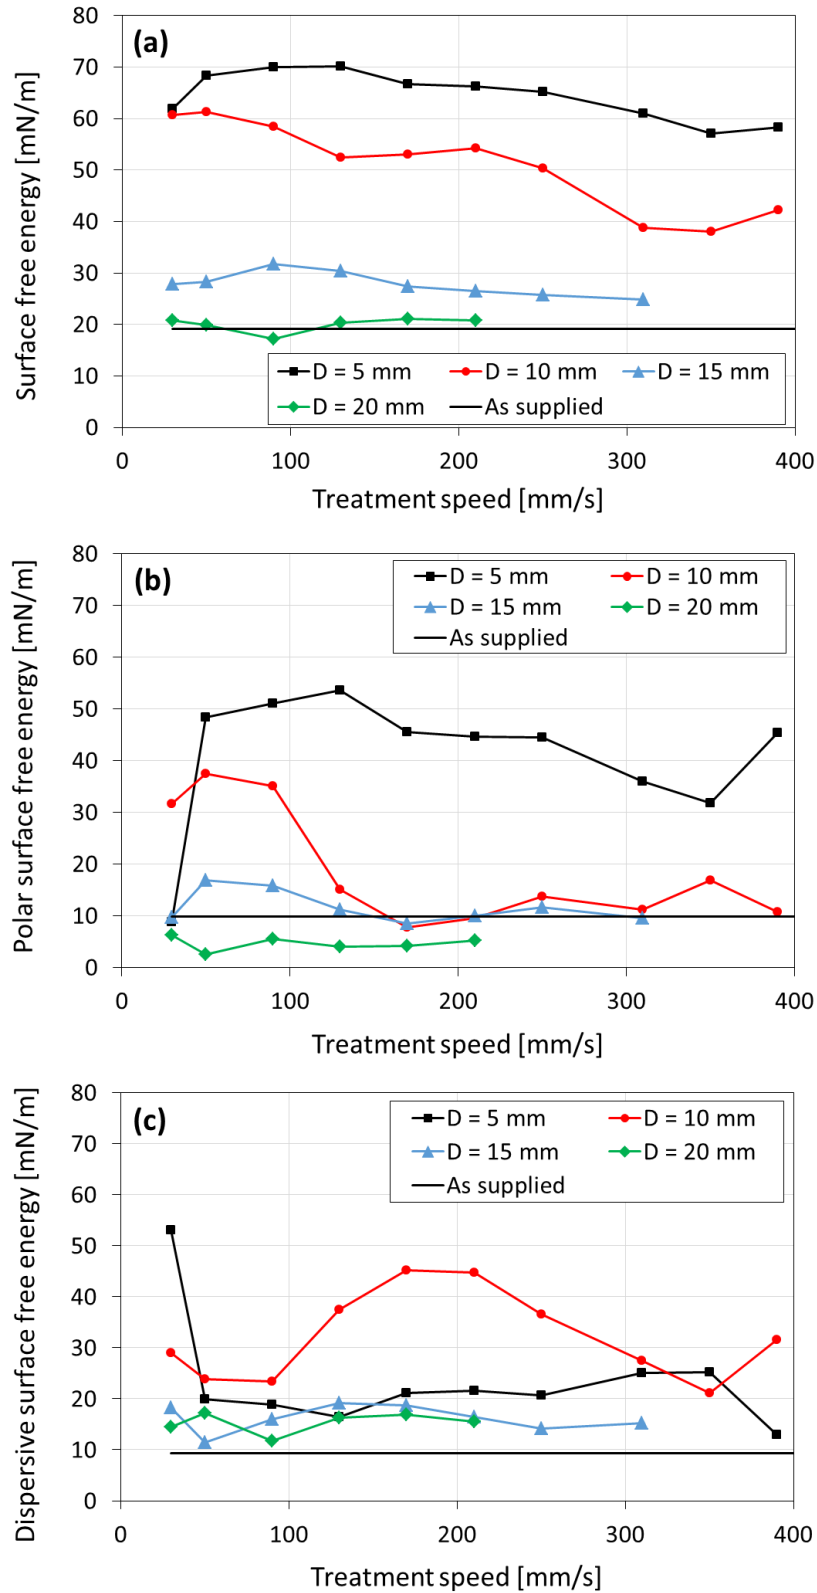 (a)
Surface free energy [mN/m]
80
70
60
50
40
30
20
10
0
D = 5 mm D = 10 mm D = 15 mm
D = 20 mm As supplied
0 100 200 300 400
Treatment speed [mm/s]
(b)
Polar surface free energy [mN/m]
80
70
60
50
40
30
20
10
0
D = 5 mm D = 10 mm
D = 15 mm D = 20 mm
As supplied
0 100 200 300 400
Treatment speed [mm/s]
(c)
Dispersive surface free energy [mN/m]
80
70
60
50
40
30
20
10
0
D = 5 mm D = 10 mm
D = 15 mm D = 20 mm
As supplied
0 100 200 300 400
Treatment speed [mm/s]